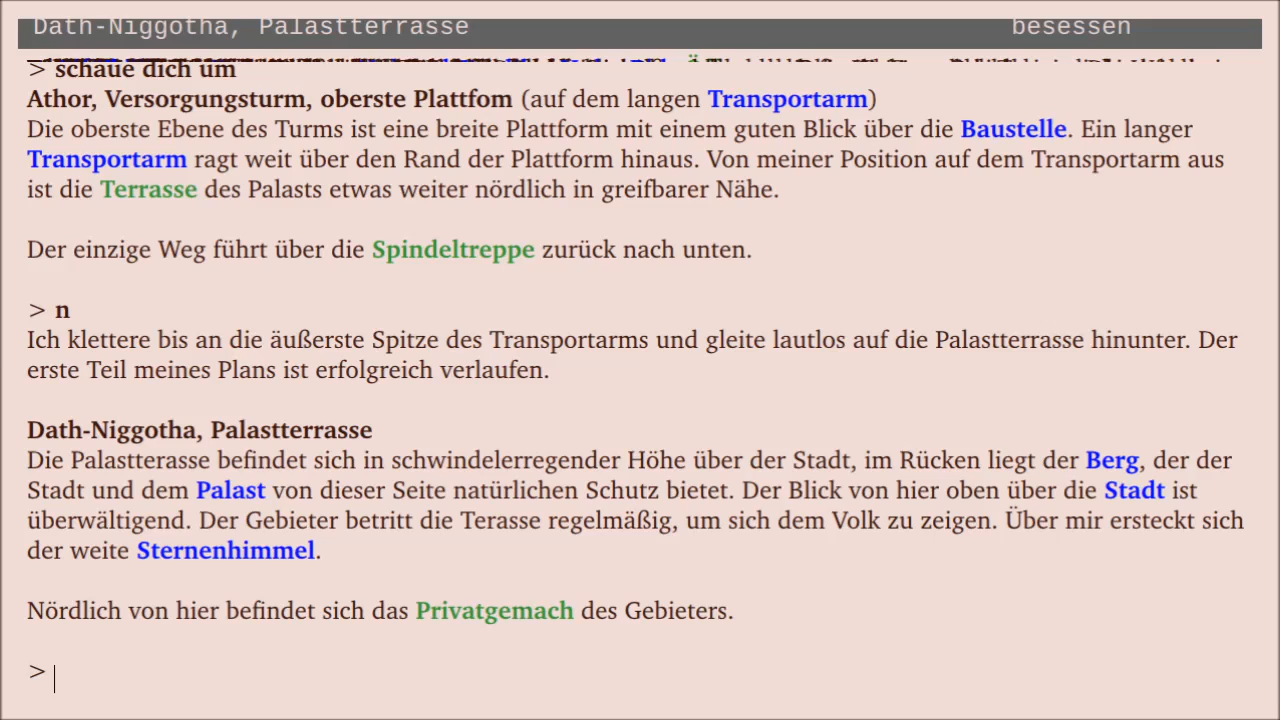 Dath-Niggotha, Palastterrasse besessen
> schaue dich um
Athor, Versorgungsturm, oberste Plattfom (auf dem langen Transportarm)
Die oberste Ebene des Turms ist eine breite Plattform mit einem guten Blick über die Baustelle. Ein langer
Transportarm ragt weit über den Rand der Plattform hinaus. Von meiner Position auf dem Transportarm aus
ist die Terrasse des Palasts etwas weiter nördlich in greifbarer Nähe.
Der einzige Weg führt über die Spindeltreppe zurück nach unten.
> n
Ich klettere bis an die äußerste Spitze des Transportarms und gleite lautlos auf die Palastterrasse hinunter. Der
erste Teil meines Plans ist erfolgreich verlaufen.
Dath-Niggotha, Palastterrasse
Die Palastterasse befindet sich in schwindelerregender Höhe über der Stadt, im Rücken liegt der Berg, der der
Stadt und dem Palast von dieser Seite natürlichen Schutz bietet. Der Blick von hier oben über die Stadt ist
überwältigend. Der Gebieter betritt die Terasse regelmäßig, um sich dem Volk zu zeigen. Über mir ersteckt sich
der weite Sternenhimmel.
Nördlich von hier befindet sich das Privatgemach des Gebieters.
>